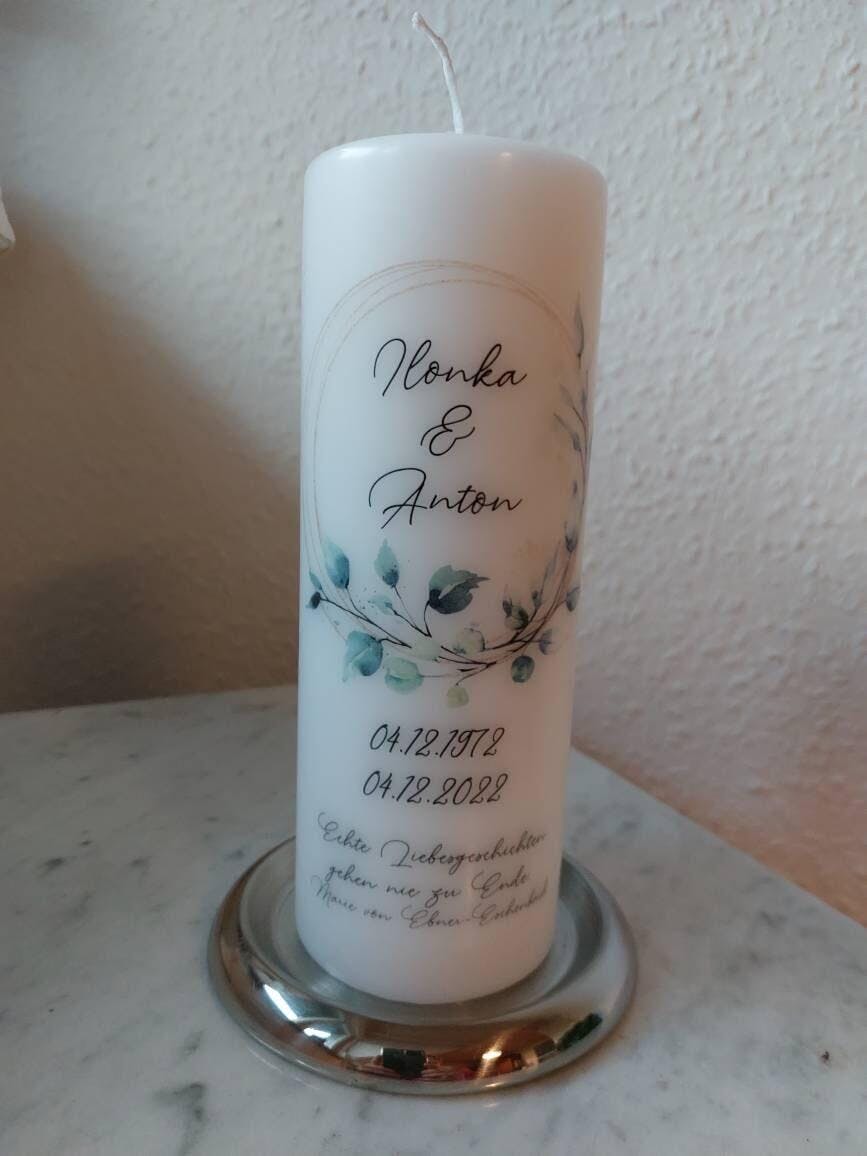 Ilonka
&
Anton
04.12.1972
04.12.2022
Echte Liebesgeschichten
gehen nie zu Ende
Marie von Ebner-Eschenbach